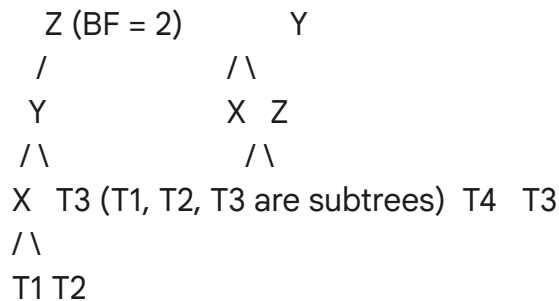 Z (BF = 2) Y
/ / \
Y X Z
/ \ / \
X T3 (T1, T2, T3 are subtrees) T4 T3
/ \
T1 T2